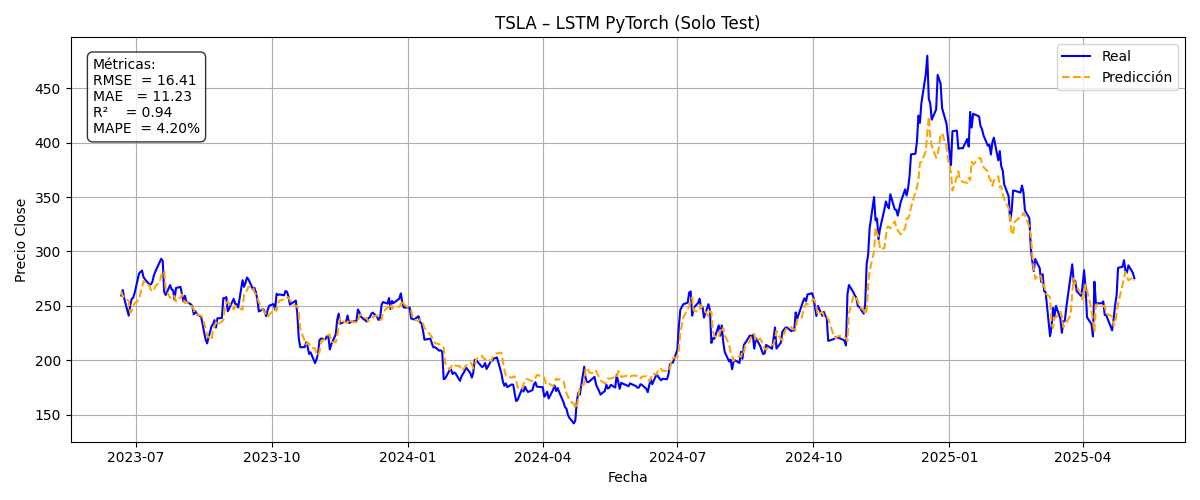 TSLA – LSTM PyTorch (Solo Test)
Métricas:
RMSE = 16.41
MAE = 11.23
R² = 0.94
MAPE = 4.20%
Real
Predicción
Precio Close
450
400
350
300
250
200
150
2023-07
2023-10
2024-01
2024-04
2024-07
2024-10
2025-01
2025-04
Fecha